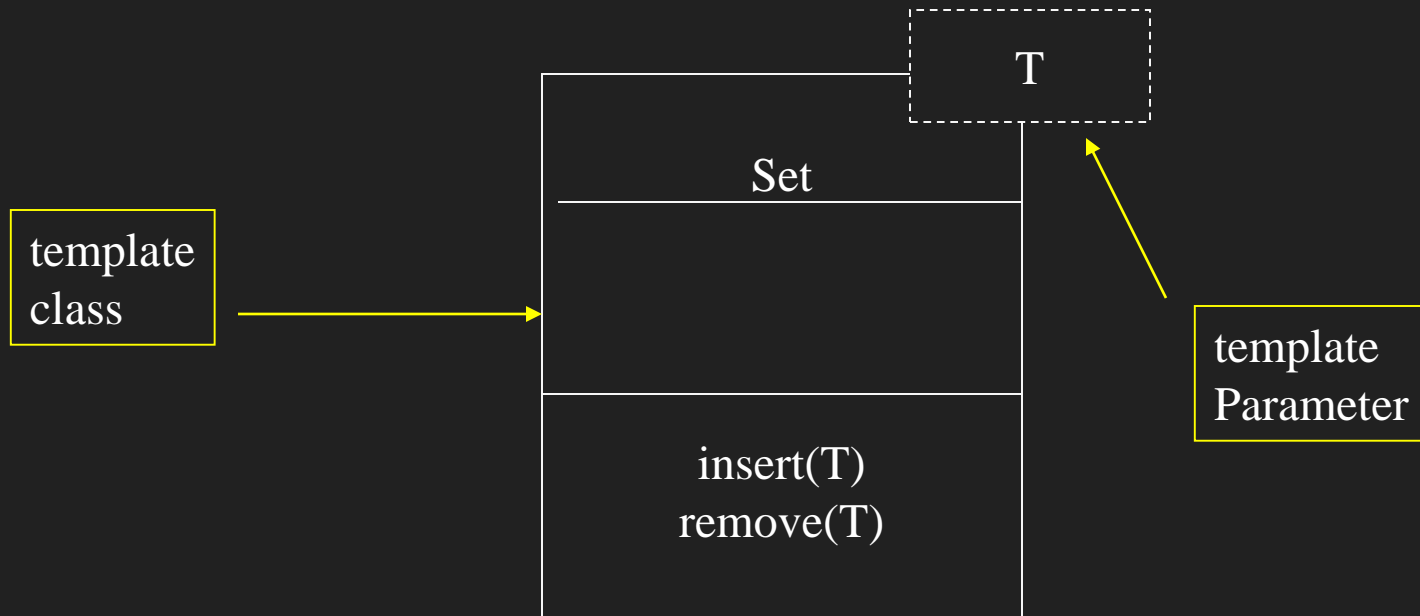 T
Set
template
class
template
Parameter
insert(T)
remove(T)